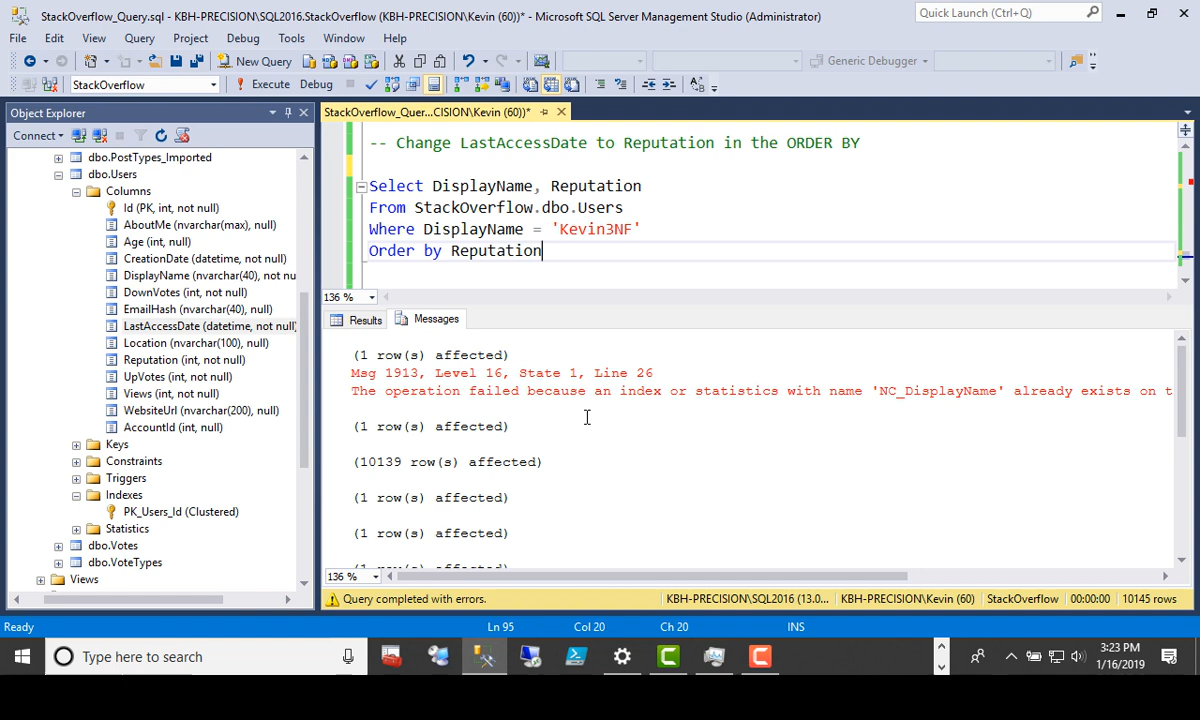 StackOverflow_Query.sql - KBH-PRECISION\SQL2016.StackOverflow (KBH-PRECISION\Kevin (60))* - Microsoft SQL Server Management Studio (Administrator)
Quick Launch (Ctrl+Q)
File Edit View Query Project Debug Tools Window Help
New Query
Generic Debugger
StackOverflow
Execute Debug
Object Explorer
StackOverflow_Quer...CISION\Kevin (60))*
Connect
dbo.PostTypes_Imported
dbo.Users
Columns
Id (PK, int, not null)
AboutMe (nvarchar(max), null)
Age (int, null)
CreationDate (datetime, not null)
DisplayName (nvarchar(40), not nu
DownVotes (int, not null)
EmailHash (nvarchar(40), null)
LastAccessDate (datetime, not null)
Location (nvarchar(100), null)
Reputation (int, not null)
UpVotes (int, not null)
Views (int, not null)
WebsiteUrl (nvarchar(200), null)
AccountId (int, null)
Keys
Constraints
Triggers
Indexes
PK_Users_Id (Clustered)
Statistics
dbo.Votes
dbo.VoteTypes
Views
-- Change LastAccessDate to Reputation in the ORDER BY
Select DisplayName, Reputation
From StackOverflow.dbo.Users
Where DisplayName = 'Kevin3NF'
Order by Reputation
136 %
Results Messages
(1 row(s) affected)
Msg 1913, Level 16, State 1, Line 26
The operation failed because an index or statistics with name 'NC_DisplayName' already exists on t
(1 row(s) affected)
(10139 row(s) affected)
(1 row(s) affected)
(1 row(s) affected)
(1 row(s) affected)
136 %
Query completed with errors. KBH-PRECISION\SQL2016 (13.0... KBH-PRECISION\Kevin (60) StackOverflow 00:00:00 10145 rows
Ready Ln 95 Col 20 Ch 20 INS
Type here to search
3:23 PM
1/16/2019